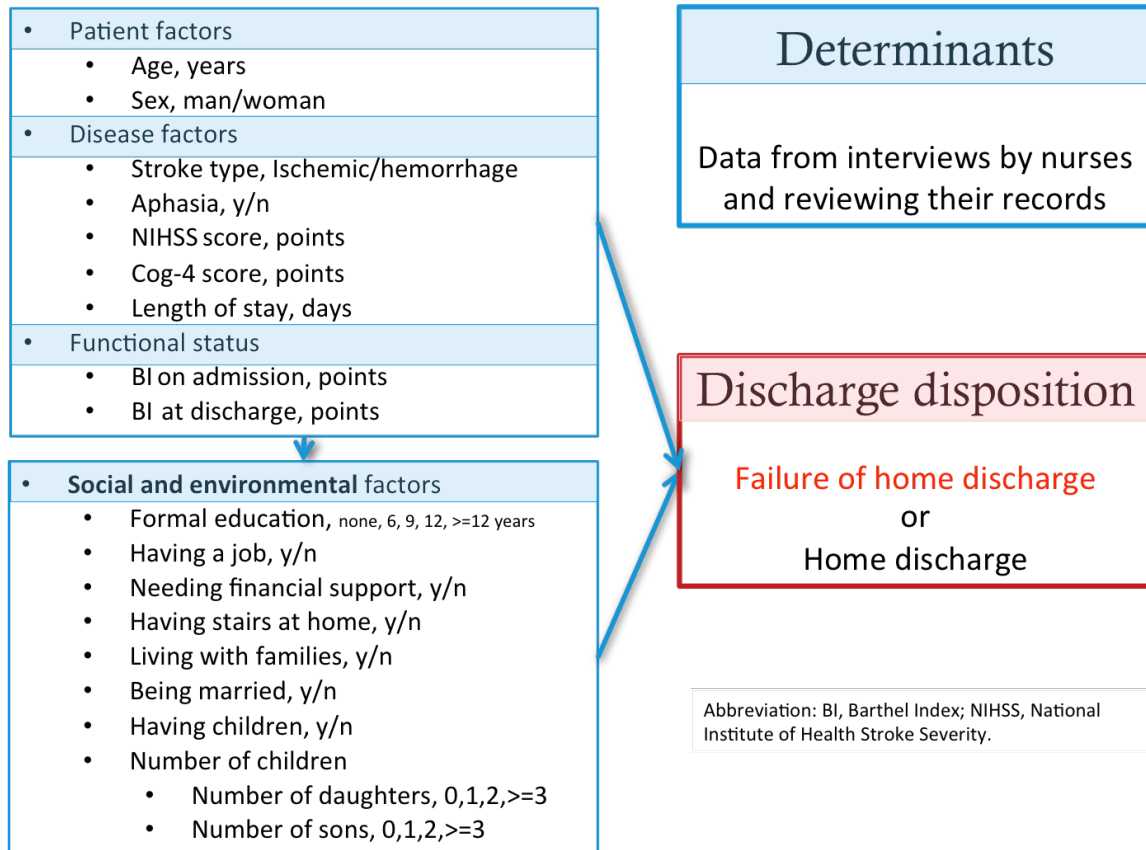 • Patient factors
• Age, years
• Sex, man/woman
• Disease factors
• Stroke type, Ischemic/hemorrhage
• Aphasia, y/n
• NIHSS score, points
• Cog-4 score, points
• Length of stay, days
• Functional status
• BI on admission, points
• BI at discharge, points
• Social and environmental factors
• Formal education, none, 6, 9, 12, >=12 years
• Having a job, y/n
• Needing financial support, y/n
• Having stairs at home, y/n
• Living with families, y/n
• Being married, y/n
• Having children, y/n
• Number of children
• Number of daughters, 0,1,2,>=3
• Number of sons, 0,1,2,>=3
Determinants
Data from interviews by nurses
and reviewing their records
Discharge disposition
Failure of home discharge
or
Home discharge
Abbreviation: BI, Barthel Index; NIHSS, National
Institute of Health Stroke Severity.